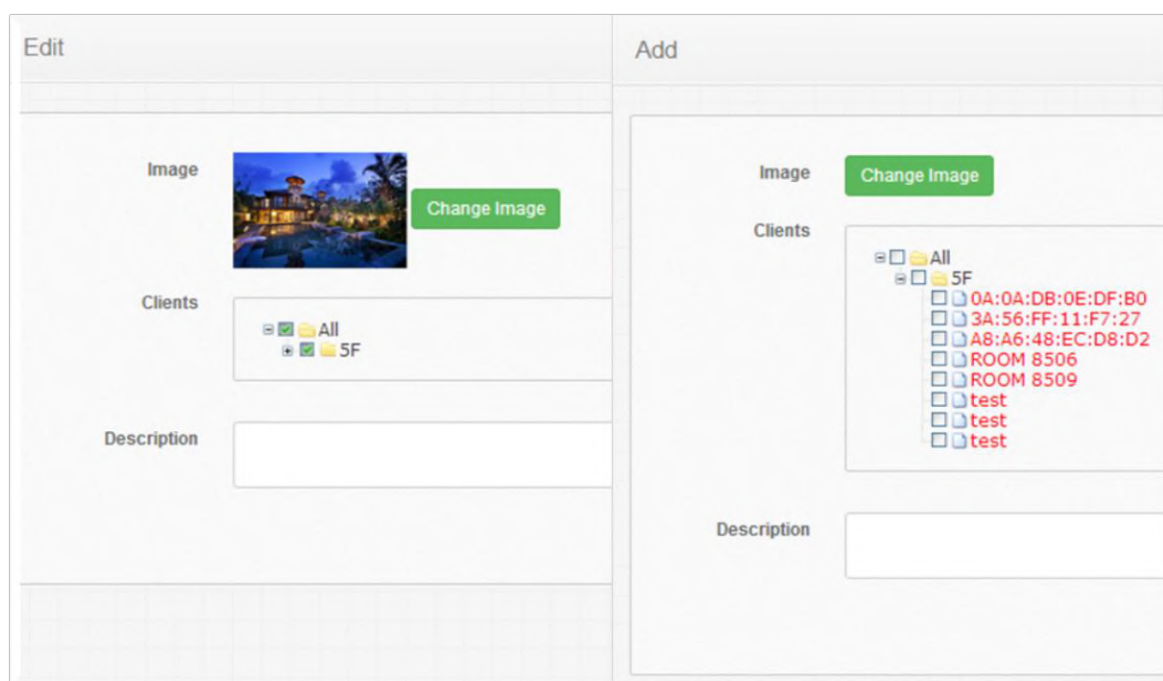 Edit
Image
Change Image
Clients
All
5F
Description
Add
Image
Change Image
Clients
All
5F
0A:0A:DB:0E:DF:B0
3A:56:FF:11:F7:27
A8:A6:48:EC:D8:D2
ROOM 8506
ROOM 8509
test
test
test
Description